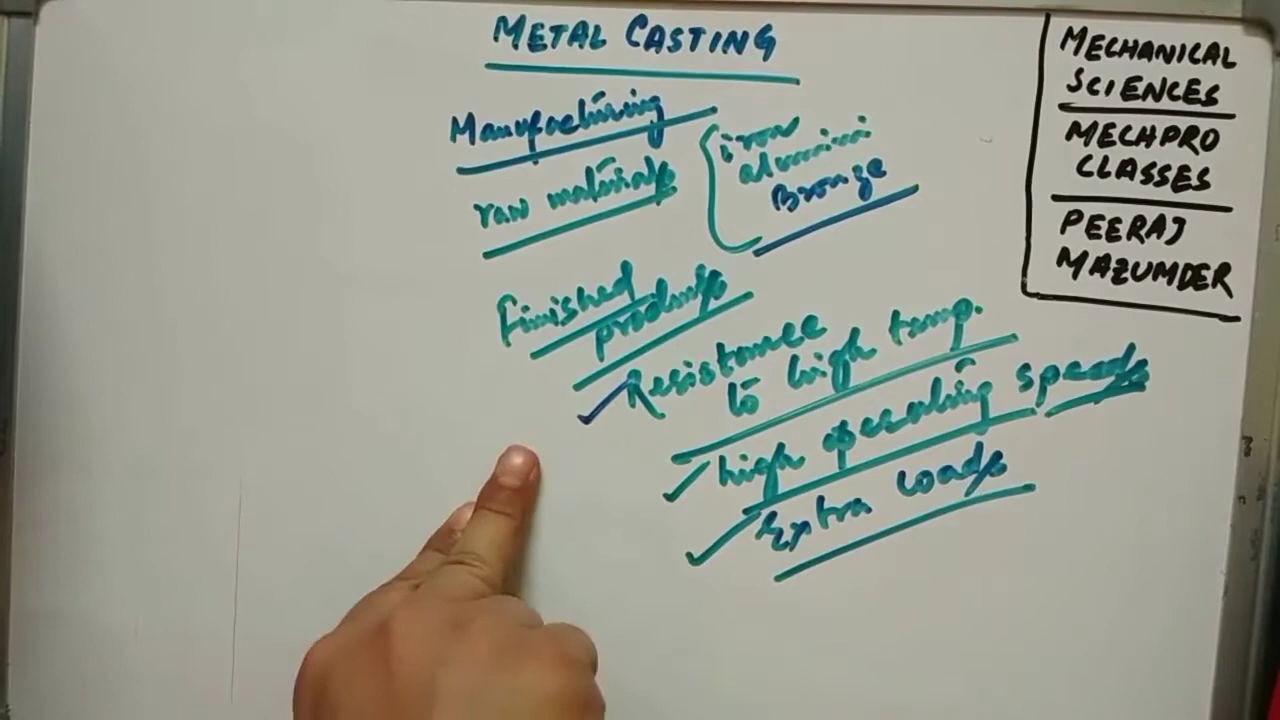 METAL CASTING
Manufacturing
raw materials
iron
Bronze
Finished
products
Resistance
to high temp.
high operating speeds
Extra loads
MECHANICAL
SCIENCES
MECHPRO
CLASSES
PEERAJ
MAZUMDER